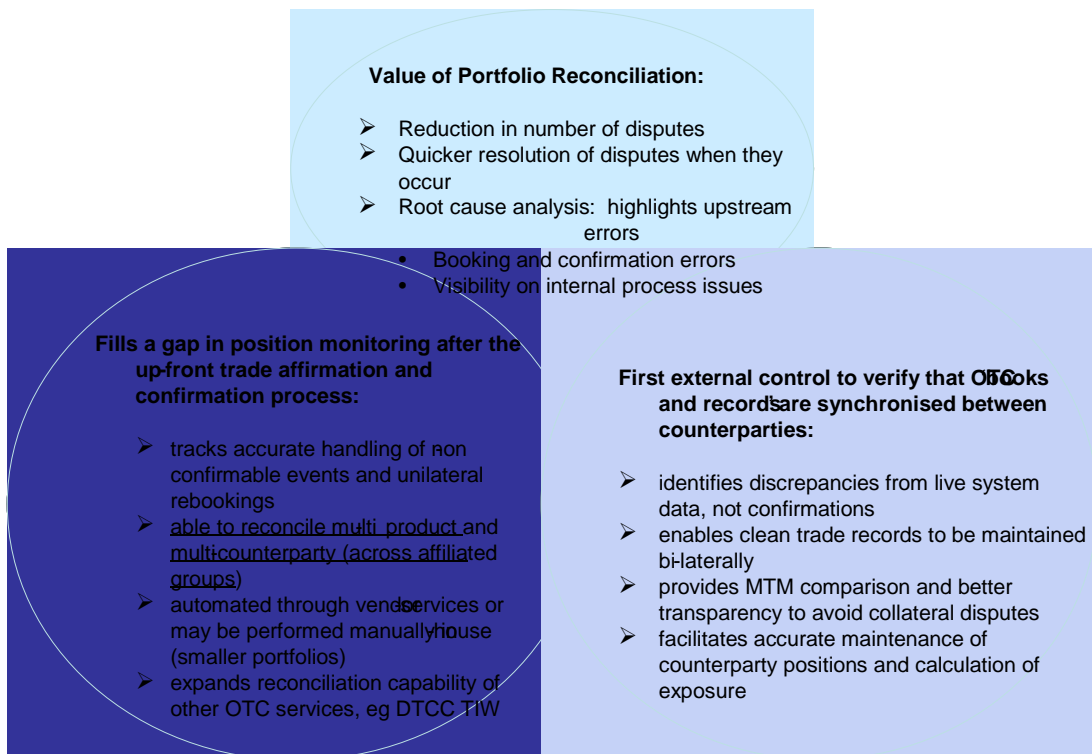 Value of Portfolio Reconciliation:
➢ Reduction in number of disputes
➢ Quicker resolution of disputes when they
occur
➢ Root cause analysis: highlights upstream
errors
• Booking and confirmation errors
• Visibility on internal process issues
Fills a gap in position monitoring after the
up-front trade affirmation and
confirmation process:
➢ tracks accurate handling of non-
confirmable events and unilateral
rebookings
➢ able to reconcile multi-product and
multi-counterparty (across affiliated
groups)
➢ automated through vendor services or
may be performed manually in-house
(smaller portfolios)
➢ expands reconciliation capability of
other OTC services, eg DTCC TIW
First external control to verify that OTC 'books
and records' are synchronised between
counterparties:
➢ identifies discrepancies from live system
data, not confirmations
➢ enables clean trade records to be maintained
bi-laterally
➢ provides MTM comparison and better
transparency to avoid collateral disputes
➢ facilitates accurate maintenance of
counterparty positions and calculation of
exposure